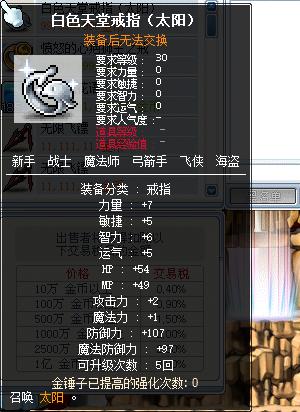 白色天堂戒指（太阳）
装备后无法交换
要求等级： 30
要求力量： 0
要求敏捷： 0
要求智力： 0
要求运气： 0
要求人气度： -
道具等级： -
道具经验值： -
新手 战士 魔法师 弓箭手 飞侠 海盗
装备分类 : 戒指
力量 : +7
敏捷 : +5
智力 : +6
运气 : +5
HP : +54
MP : +49
攻击力 : +2
魔法力 : +1
防御力 : +107
魔法防御力 : +97
可升级次数 : 5回
金锤子已提高的强化次数: 0
召唤 太阳 。